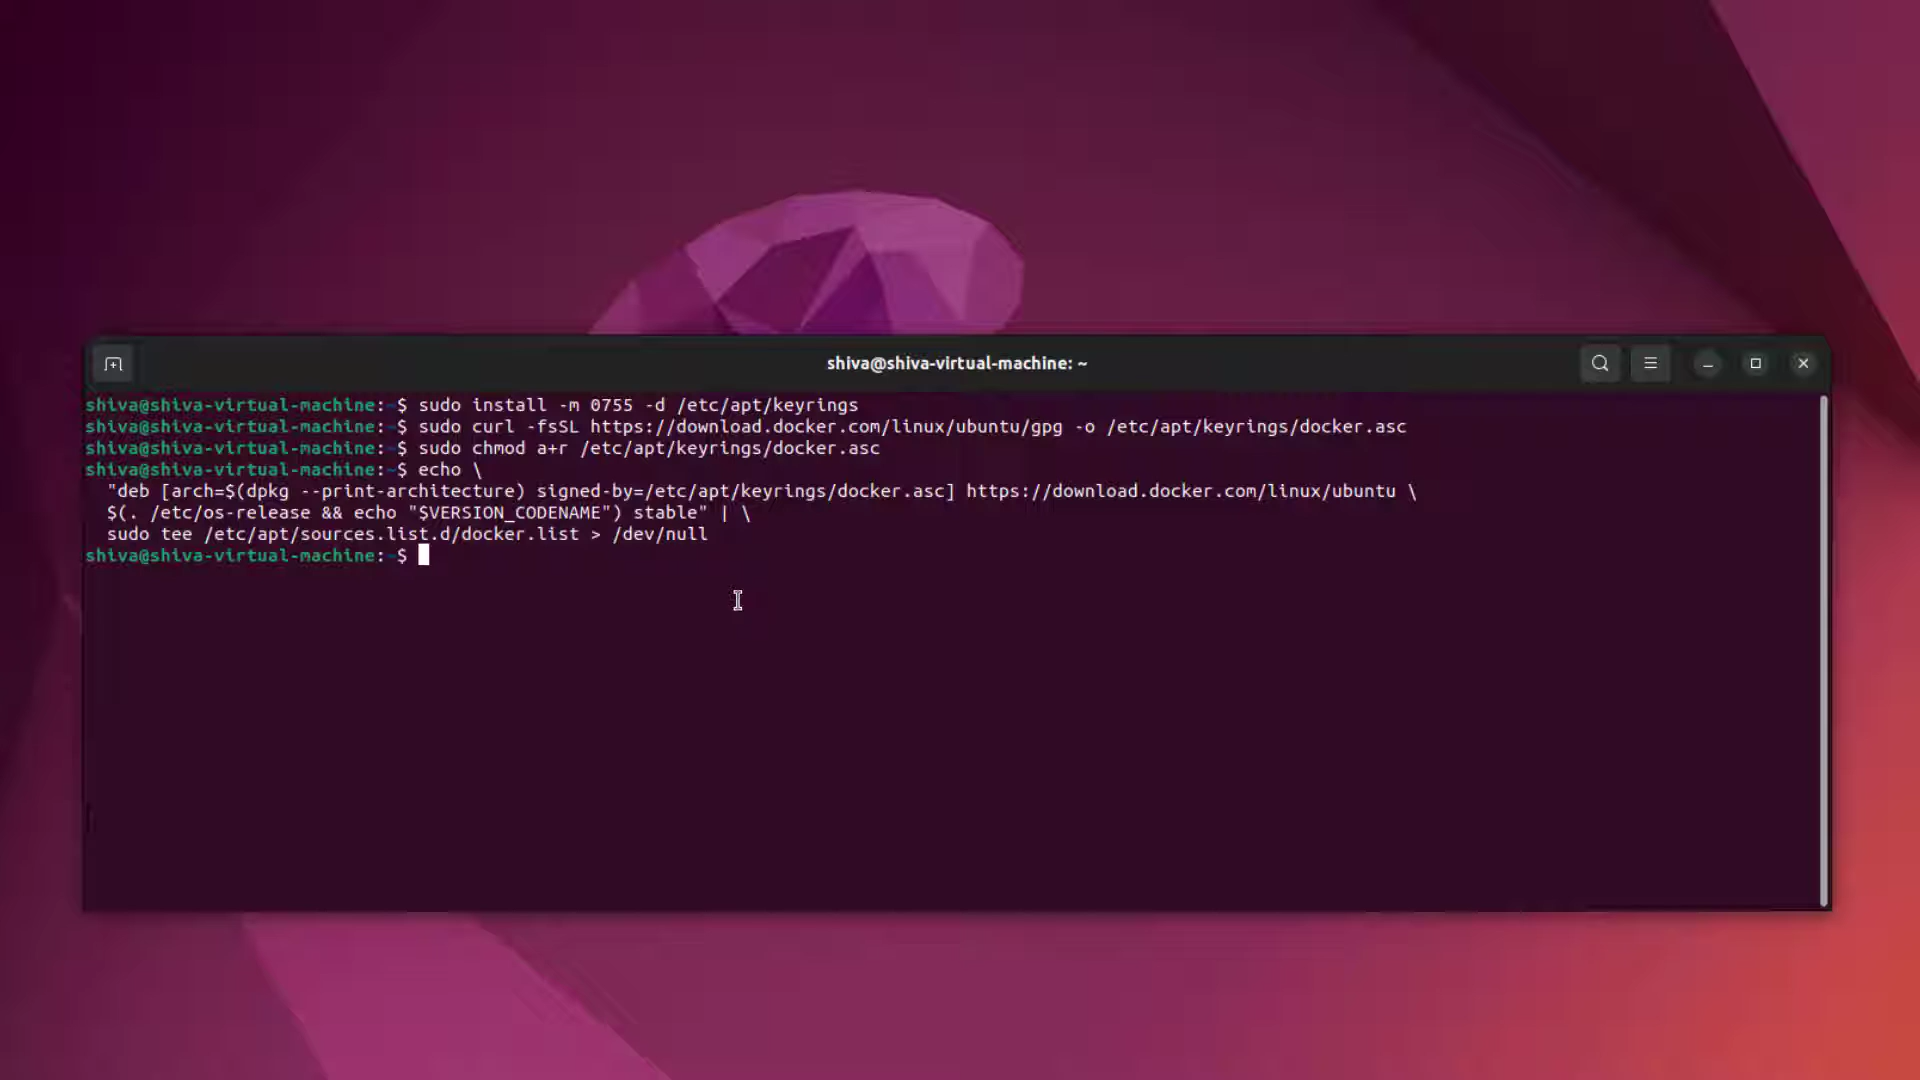 shiva@shiva-virtual-machine: ~
shiva@shiva-virtual-machine:~$ sudo install -m 0755 -d /etc/apt/keyrings
shiva@shiva-virtual-machine:~$ sudo curl -fsSL https://download.docker.com/linux/ubuntu/gpg -o /etc/apt/keyrings/docker.asc
shiva@shiva-virtual-machine:~$ sudo chmod a+r /etc/apt/keyrings/docker.asc
shiva@shiva-virtual-machine:~$ echo \
  "deb [arch=$(dpkg --print-architecture) signed-by=/etc/apt/keyrings/docker.asc] https://download.docker.com/linux/ubuntu \
  $(. /etc/os-release && echo "$VERSION_CODENAME") stable" | \
  sudo tee /etc/apt/sources.list.d/docker.list > /dev/null
shiva@shiva-virtual-machine:~$